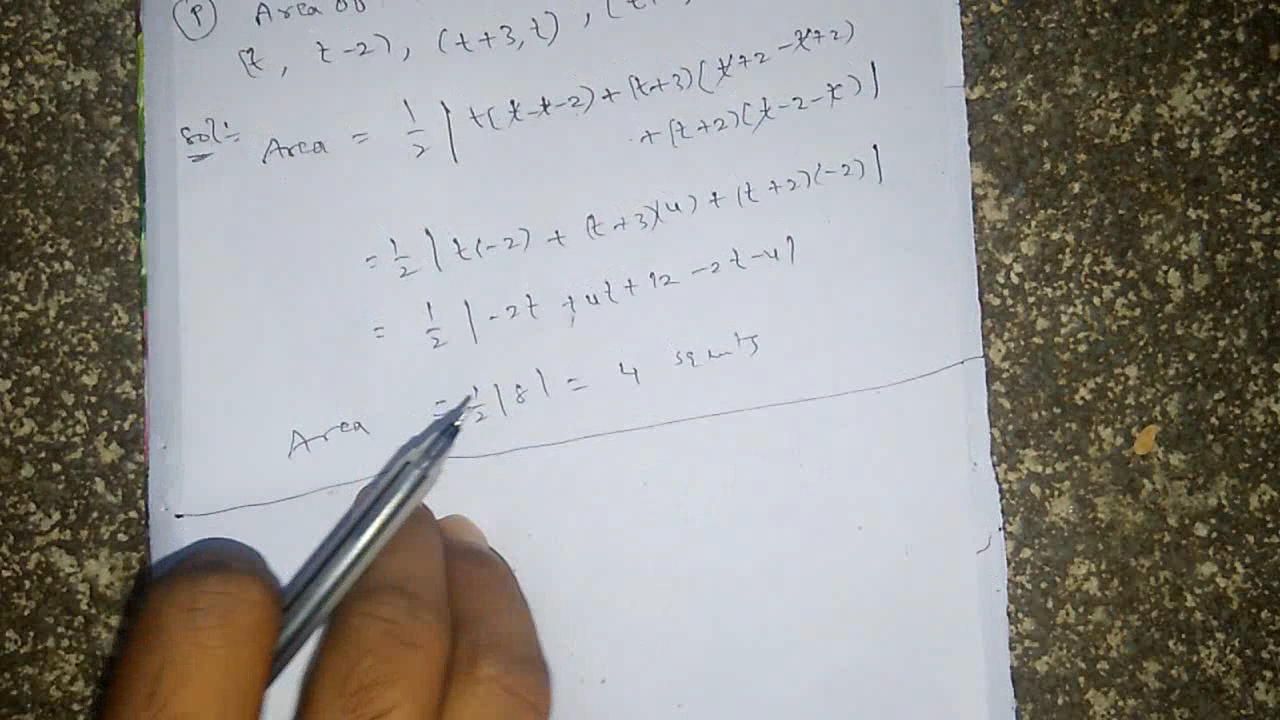 (P) Area
(t, t-2), (t+3, t), (t
Sol:- Area = 1/2 | t(t-t-2) + (t+3)(t+2-t+2)
+ (t+2)(t-2-t) |
= 1/2 | t(-2) + (t+3)(4) + (t+2)(-2) |
= 1/2 | -2t + 4t + 12 - 2t - 4 |
Area = 1/2 | 8 | = 4 sq units